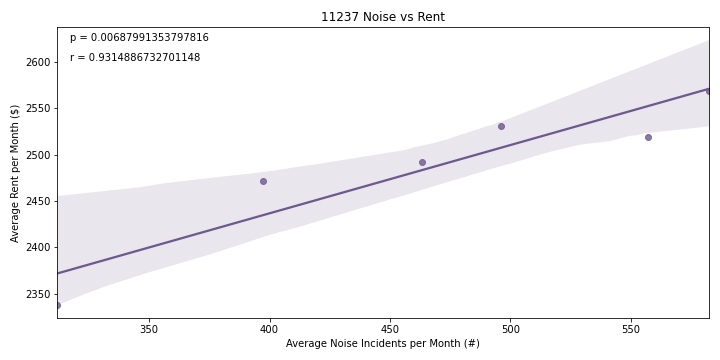 11237 Noise vs Rent
p = 0.00687991353797816
r = 0.9314886732701148
Average Rent per Month ($)
2600
2550
2500
2450
2400
2350
350
400
450
500
550
Average Noise Incidents per Month (#)